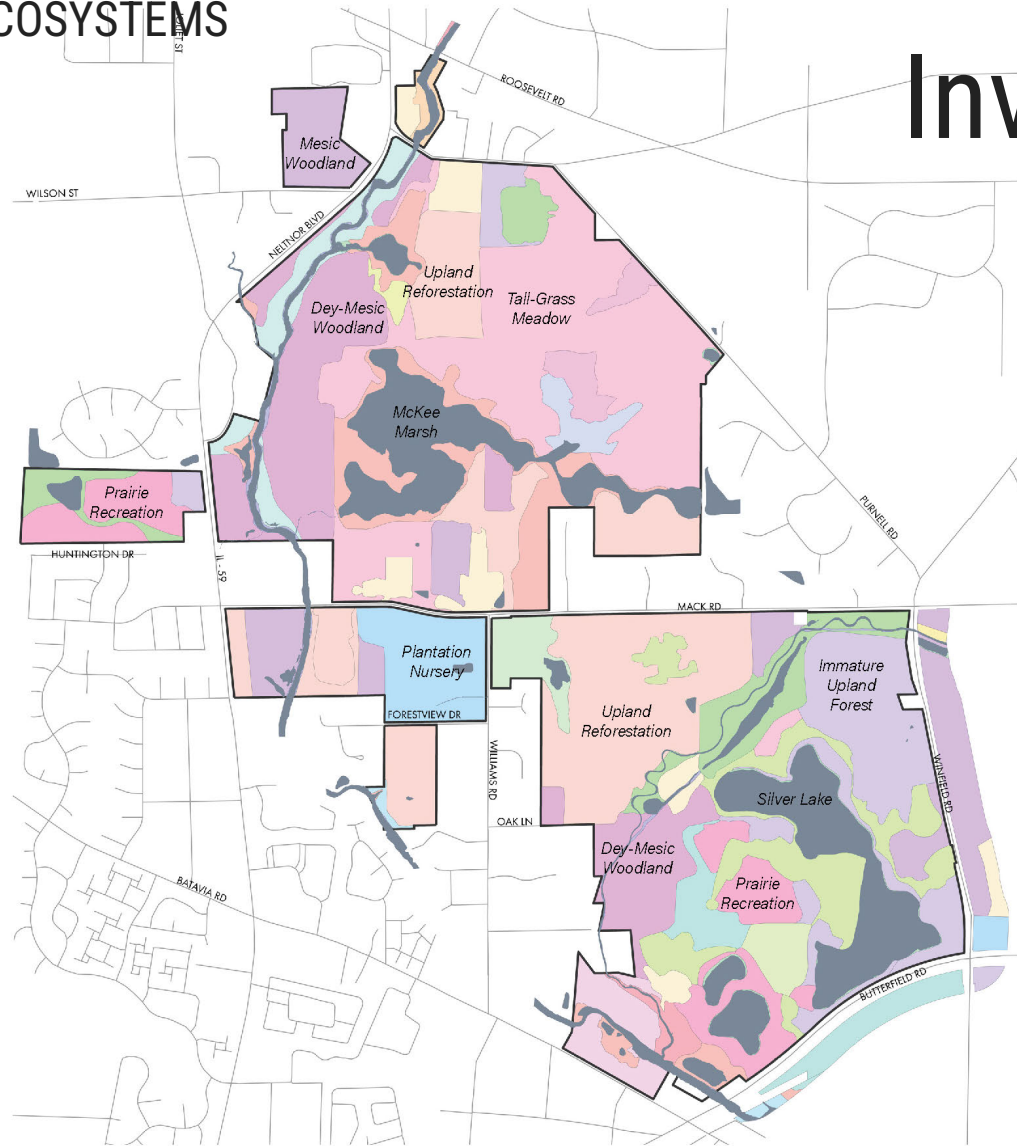 COSYSTEMS
Inv
ROOSEVELT RD
Mesic
Woodland
WILSON ST
NELTNOR BLVD
Upland
Reforestation
Tall-Grass
Meadow
Dey-Mesic
Woodland
McKee
Marsh
Prairie
Recreation
HUNTINGTON DR
IL - 59
PURNELL RD
MACK RD
Plantation
Nursery
FORESTVIEW DR
Immature
Upland
Forest
Upland
Reforestation
WILLIAMS RD
WINFIELD RD
Silver Lake
OAK LN
Dey-Mesic
Woodland
Prairie
Recreation
BATAVIA RD
BUTTERFIELD RD